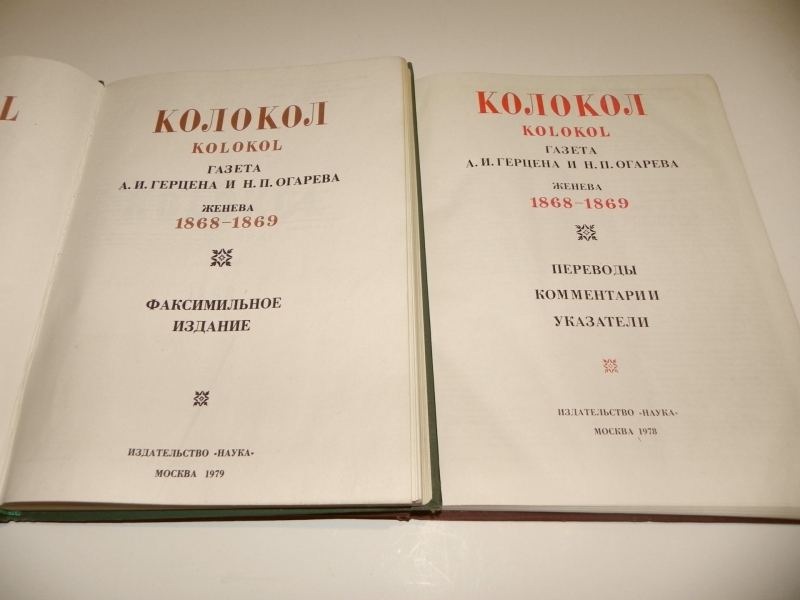 L
КОЛОКОЛ
KOLOKOL
ГАЗЕТА
А. И. ГЕРЦЕНА И Н. П. ОГАРЕВА
ЖЕНЕВА
1868–1869
ФАКСИМИЛЬНОЕ
ИЗДАНИЕ
ИЗДАТЕЛЬСТВО «НАУКА»
МОСКВА 1979
КОЛОКОЛ
KOLOKOL
ГАЗЕТА
А. И. ГЕРЦЕНА И Н. П. ОГАРЕВА
ЖЕНЕВА
1868–1869
ПЕРЕВОДЫ
КОММЕНТАРИИ
УКАЗАТЕЛИ
ИЗДАТЕЛЬСТВО «НАУКА»
МОСКВА 1978